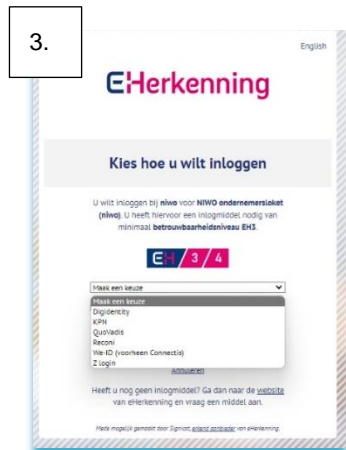 3.
English
EHerkenning
Kies hoe u wilt inloggen
U wilt inloggen bij niwo voor NIWO ondernemersloket
(niwo). U heeft hiervoor een inlogmiddel nodig van
minimaal betrouwbaarheidsniveau EH3.
EH/3/4
Maak een keuze
Maak een keuze
Digidentity
KPN
QuoVadis
Reconi
We-ID (voorheen Connectis)
Z login
Annuleren
Heeft u nog geen inlogmiddel? Ga dan naar de website
van eHerkenning en vraag een middel aan.
Mede mogelijk gemaakt door Signicat, erkend aanbieder van eHerkenning.